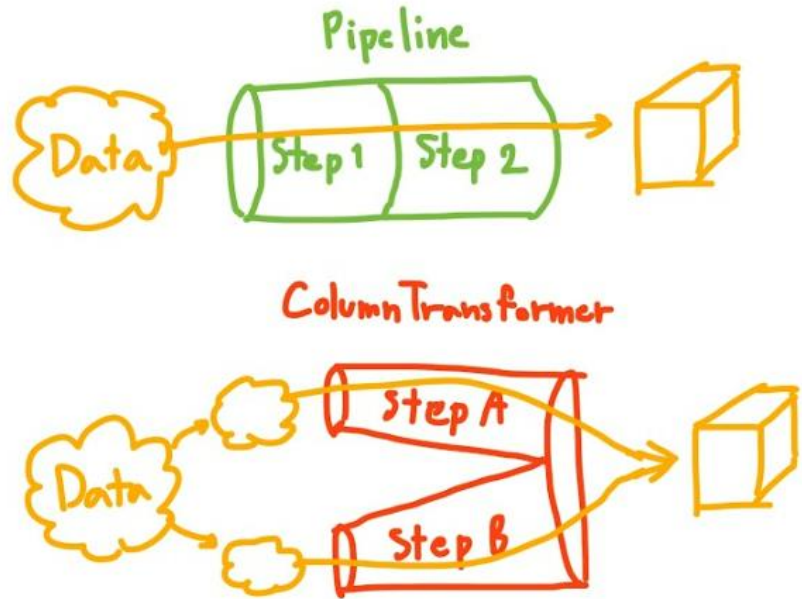 Pipeline
Data
Step 1
Step 2
ColumnTransformer
Data
Step A
Step B